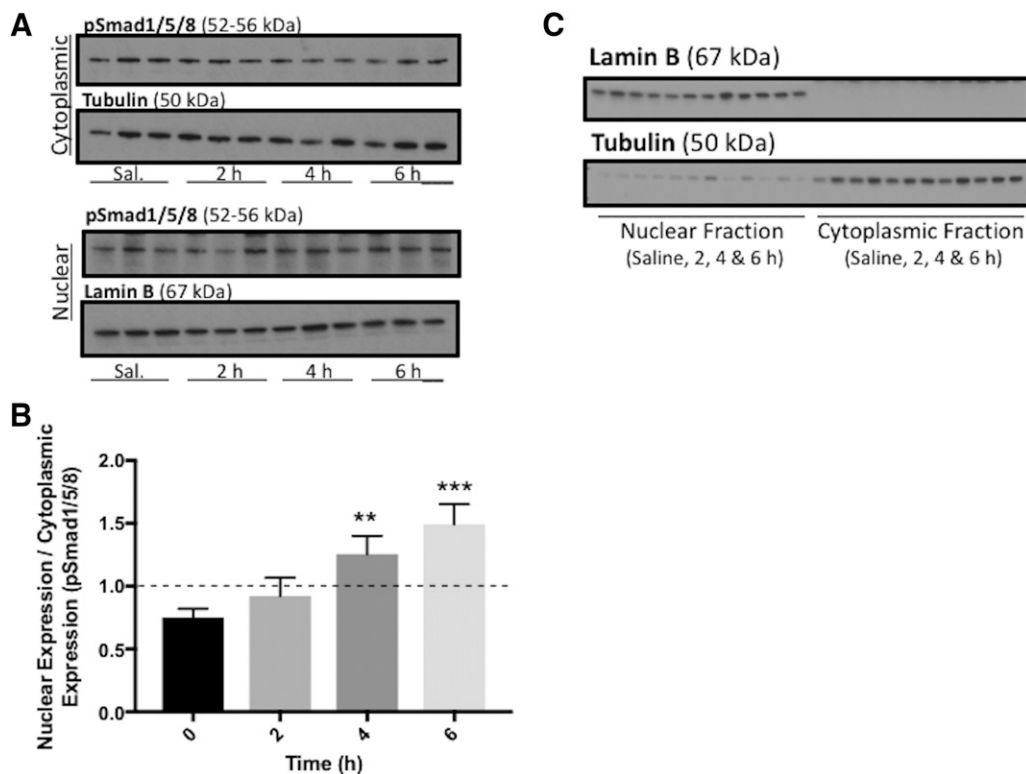 A
pSmad1/5/8 (52-56 kDa)
Cytoplasmic
Tubulin (50 kDa)
Sal. 2 h 4 h 6 h
pSmad1/5/8 (52-56 kDa)
Nuclear
Lamin B (67 kDa)
Sal. 2 h 4 h 6 h
C
Lamin B (67 kDa)
Tubulin (50 kDa)
Nuclear Fraction
(Saline, 2, 4 & 6 h)
Cytoplasmic Fraction
(Saline, 2, 4 & 6 h)
B
Nuclear Expression / Cytoplasmic
Expression (pSmad1/5/8)
2.0
1.5
1.0
0.5
0.0
**
***
0 2 4 6
Time (h)